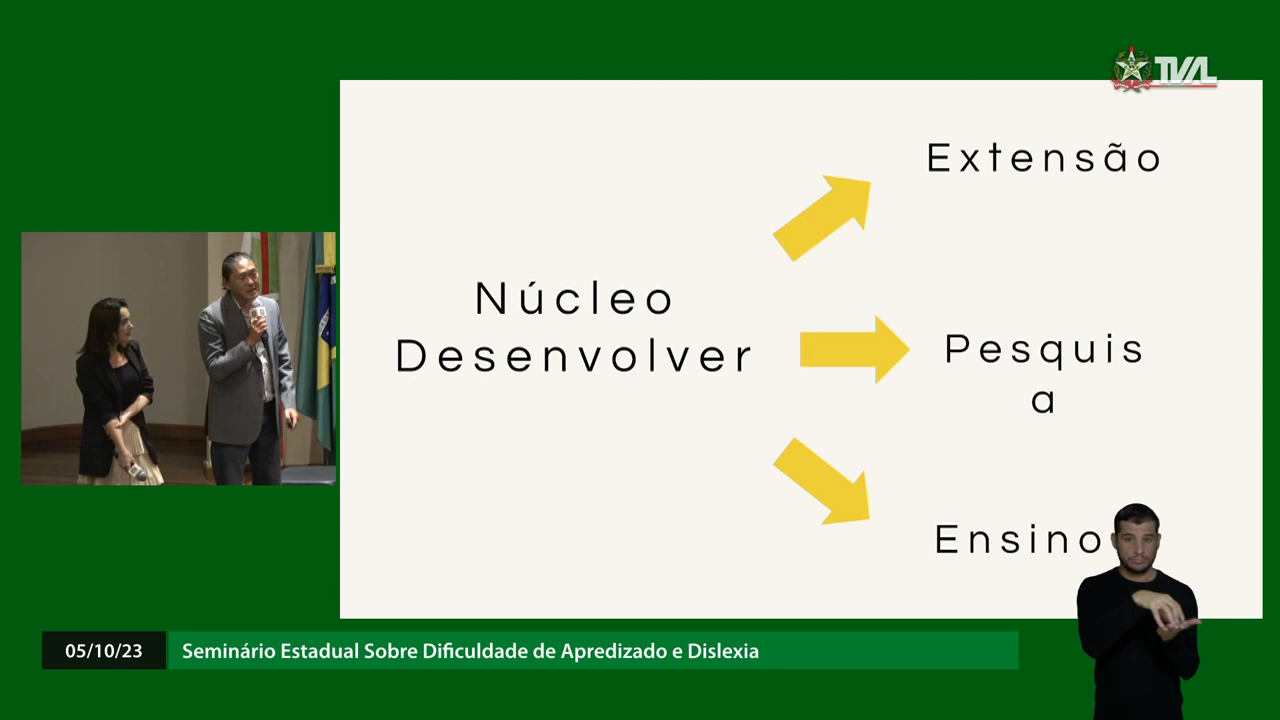 TVAL
Extensão
Núcleo
Desenvolver
Pesquis
a
Ensino
05/10/23
Seminário Estadual Sobre Dificuldade de Apredizado e Dislexia